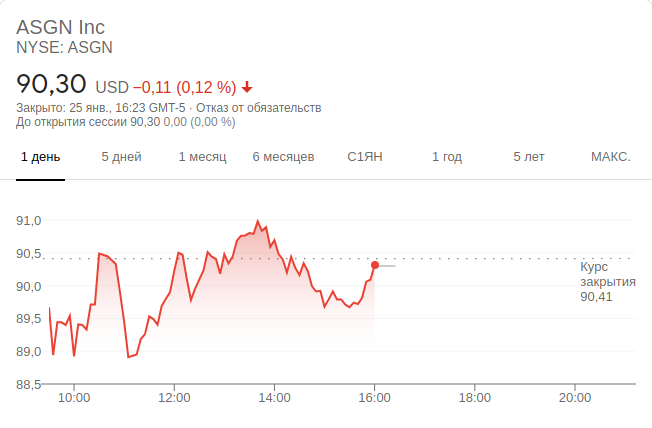 ASGN Inc
NYSE: ASGN
90,30 USD −0,11 (0,12 %)
Закрыто: 25 янв., 16:23 GMT-5 · Отказ от обязательств
До открытия сессии 90,30 0,00 (0,00 %)
1 день 5 дней 1 месяц 6 месяцев С1ЯН 1 год 5 лет МАКС.
91,0
90,5
Курс
закрытия
90,41
90,0
89,5
89,0
88,5
10:00 12:00 14:00 16:00 18:00 20:00